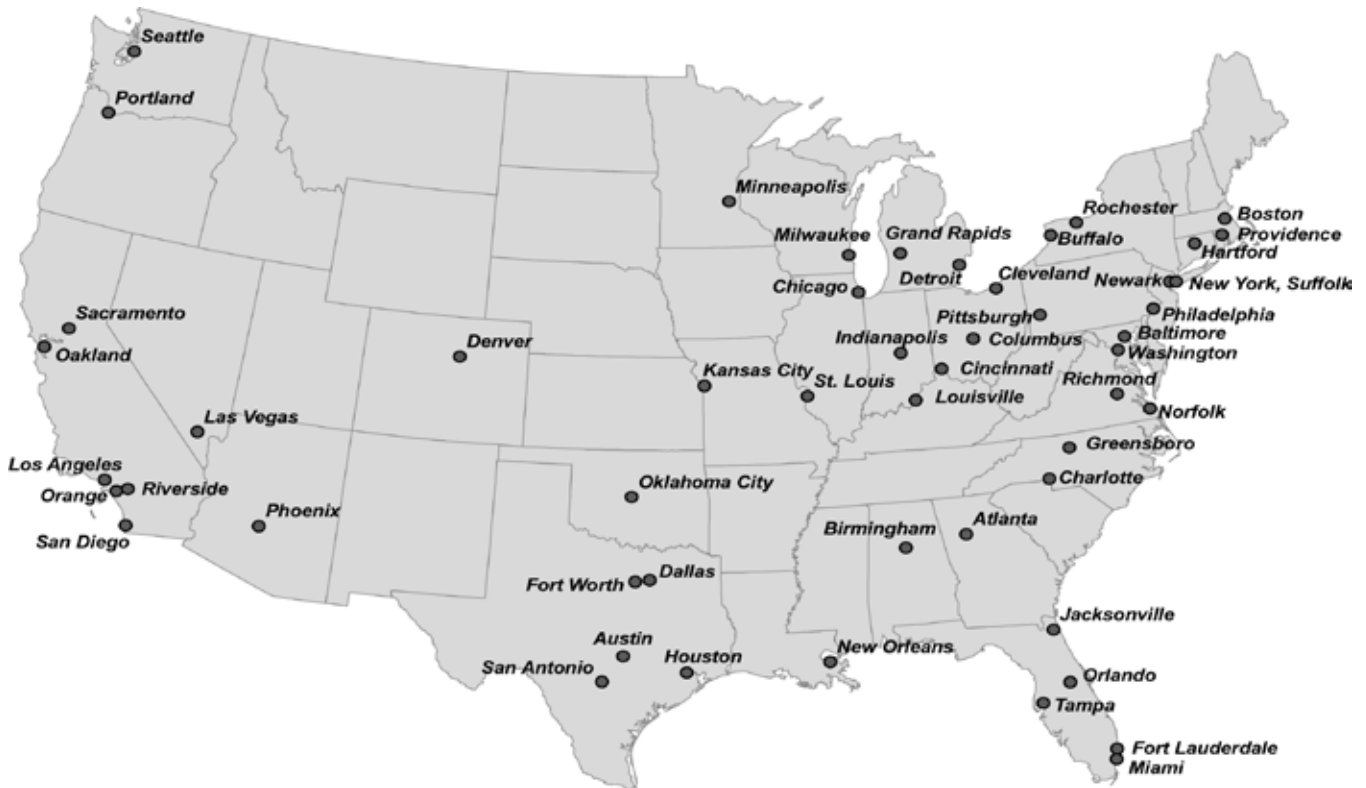 Seattle
Portland
Minneapolis
Rochester
Boston
Milwaukee
Grand Rapids
Buffalo
Providence
Hartford
Detroit
Cleveland
Newark
New York, Suffolk
Chicago
Sacramento
Pittsburgh
Philadelphia
Oakland
Denver
Indianapolis
Columbus
Baltimore
Washington
Kansas City
St. Louis
Cincinnati
Richmond
Louisville
Norfolk
Las Vegas
Greensboro
Los Angeles
Orange
Riverside
Oklahoma City
Charlotte
Phoenix
San Diego
Birmingham
Atlanta
Fort Worth
Dallas
Jacksonville
Austin
San Antonio
Houston
New Orleans
Orlando
Tampa
Fort Lauderdale
Miami